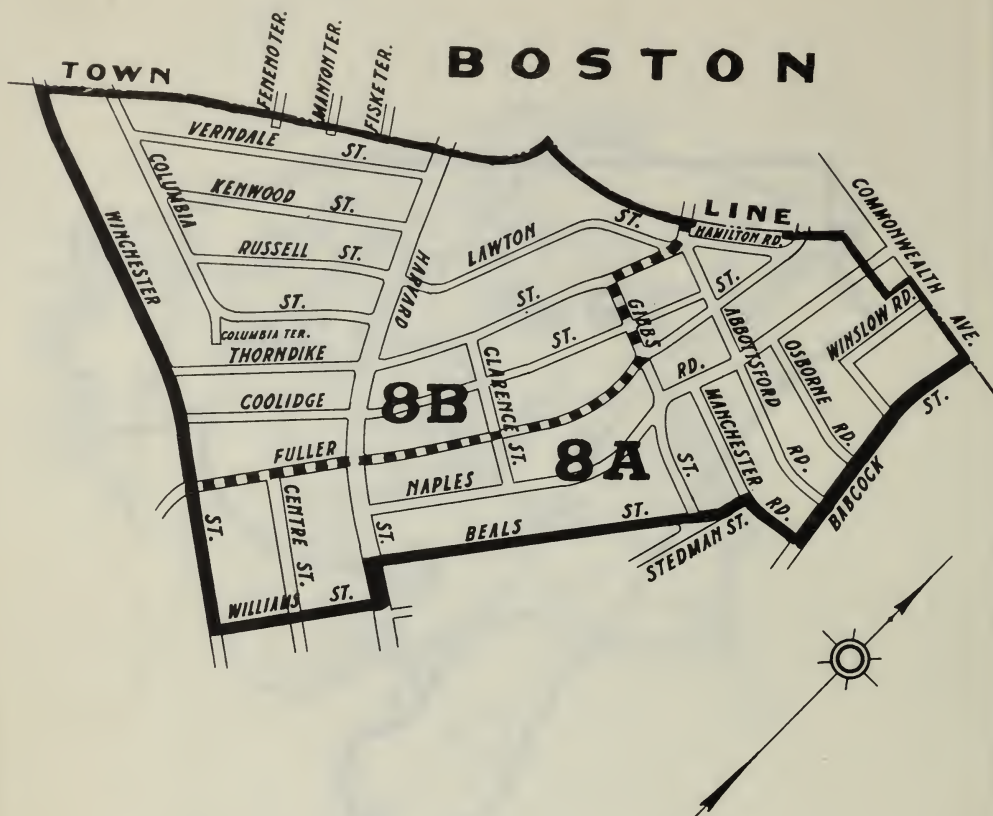 BOSTON
TOWN
LINE
FENEMO TER.
MANTON TER.
FISKE TER.
VERNDALE ST.
KENWOOD ST.
RUSSELL ST.
ST.
COLUMBIA
COLUMBIA TER.
WINCHESTER
ST.
THORNDIKE
ST.
COOLIDGE
ST.
HARVARD
ST.
LAWTON
ST.
HAMILTON RD.
COMMONWEALTH AVE.
WINSLOW RD.
OSBORNE RD.
ABBOTTSFORD RD.
MANCHESTER RD.
GIBBS
ST.
ST.
CLARENCE ST.
8B
8A
FULLER
NAPLES
RD.
CENTRE ST.
BEALS ST.
STEDMAN ST.
BABCOCK
ST.
WILLIAMS ST.